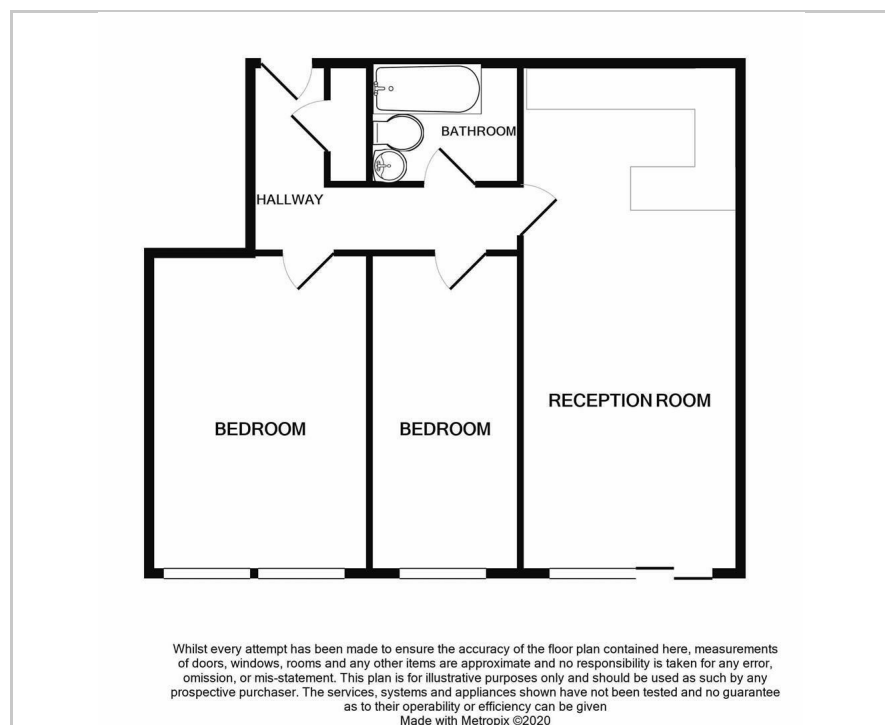 BATHROOM
HALLWAY
RECEPTION ROOM
BEDROOM
BEDROOM
Whilst every attempt has been made to ensure the accuracy of the floor plan contained here, measurements
of doors, windows, rooms and any other items are approximate and no responsibility is taken for any error,
omission, or mis-statement. This plan is for illustrative purposes only and should be used as such by any
prospective purchaser. The services, systems and appliances shown have not been tested and no guarantee
as to their operability or efficiency can be given
Made with Metropix ©2020